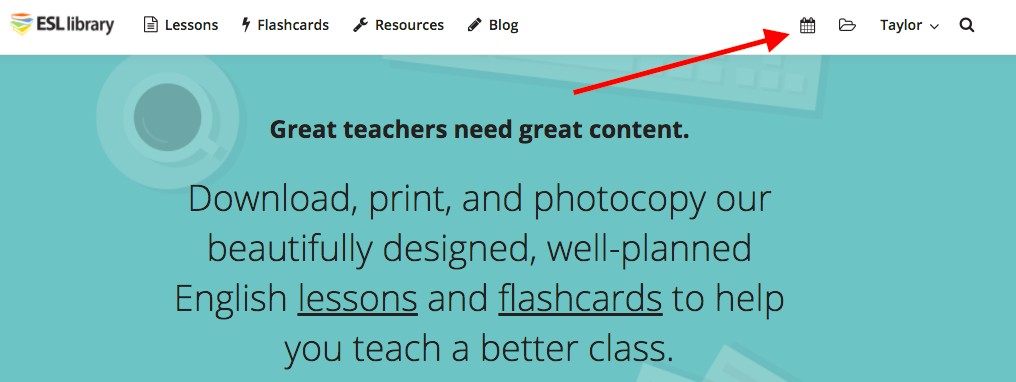 ESL library Lessons Flashcards Resources Blog Taylor
Great teachers need great content.
Download, print, and photocopy our
beautifully designed, well-planned
English lessons and flashcards to help
you teach a better class.